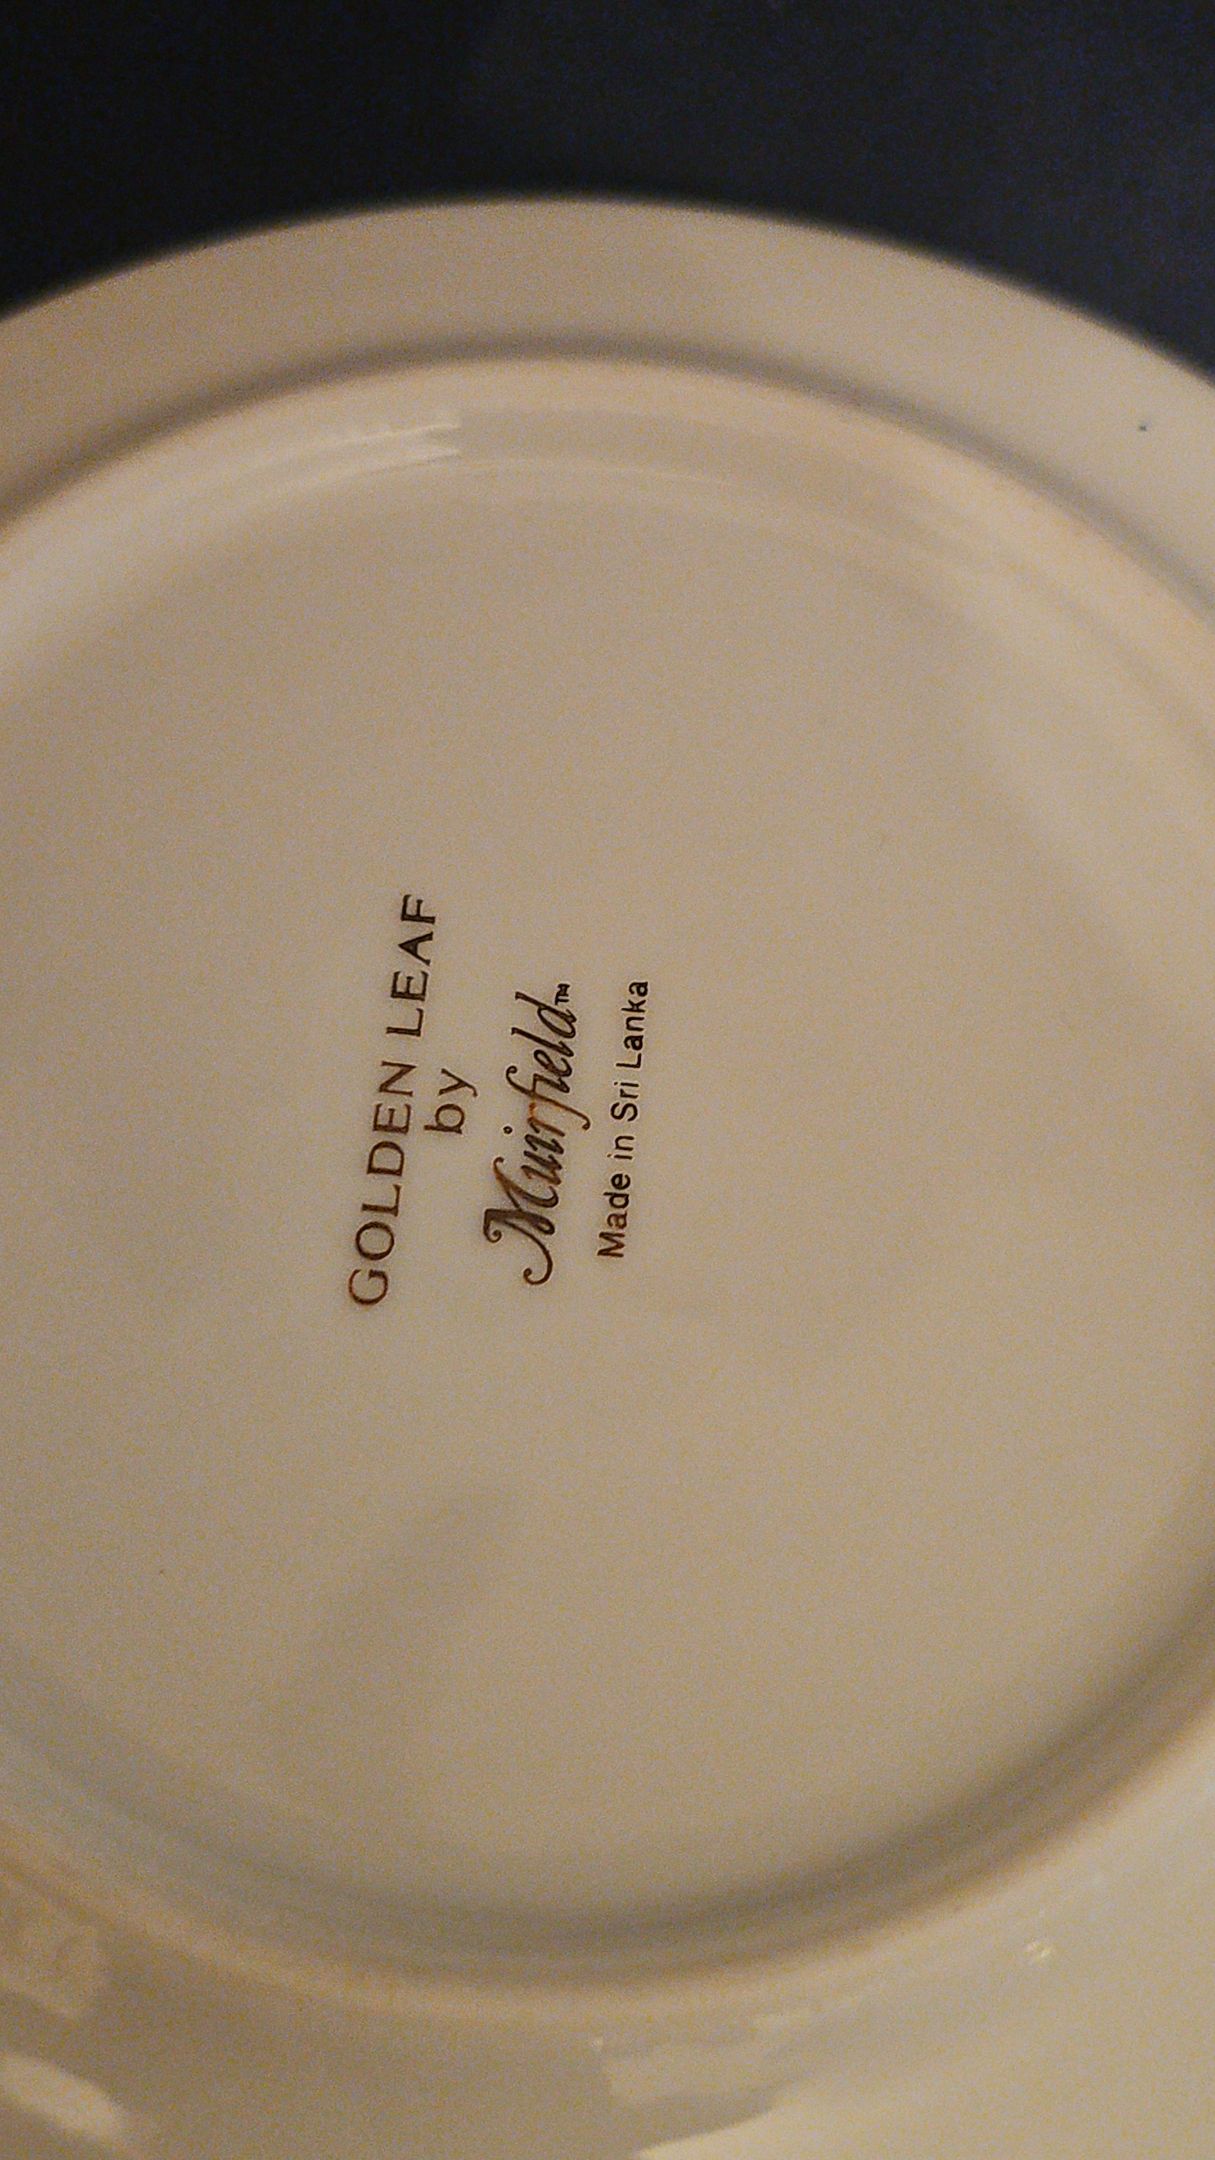 GOLDEN LEAF
by
Muirfield™
Made in Sri Lanka